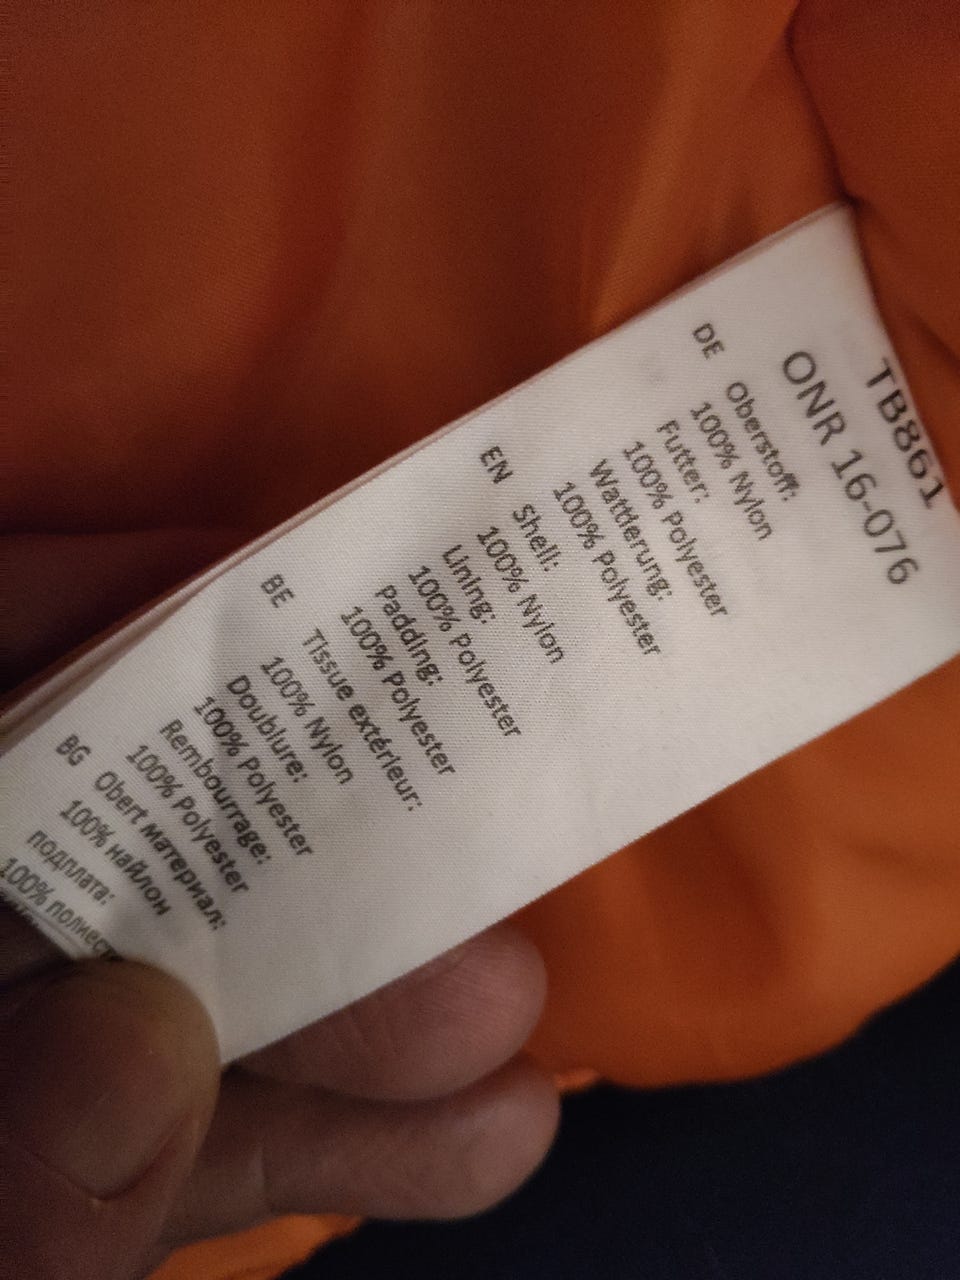 TB861
ONR 16-076
DE Oberstoff:
100% Nylon
Futter:
100% Polyester
Wattierung:
100% Polyester
EN Shell:
100% Nylon
Lining:
100% Polyester
Padding:
100% Polyester
BE Tissue extérieur:
100% Nylon
Doublure:
100% Polyester
Rembourrage:
100% Polyester
BG Obert материал:
100% найлон
подплата:
100%